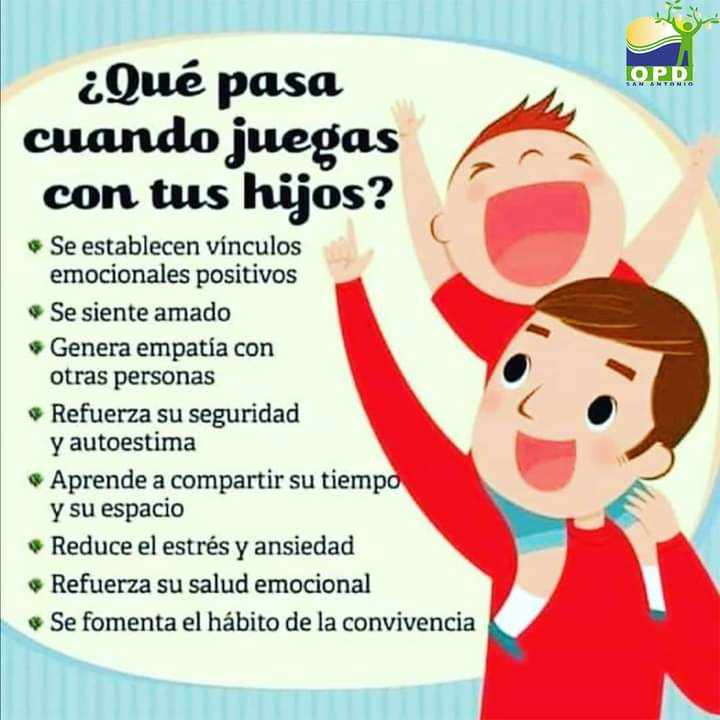 OPD
SAN ANTONIO
¿Qué pasa
cuando juegas
con tus hijos?
Se establecen vínculos
emocionales positivos
Se siente amado
Genera empatía con
otras personas
Refuerza su seguridad
y autoestima
Aprende a compartir su tiempo
y su espacio
Reduce el estrés y ansiedad
Refuerza su salud emocional
Se fomenta el hábito de la convivencia